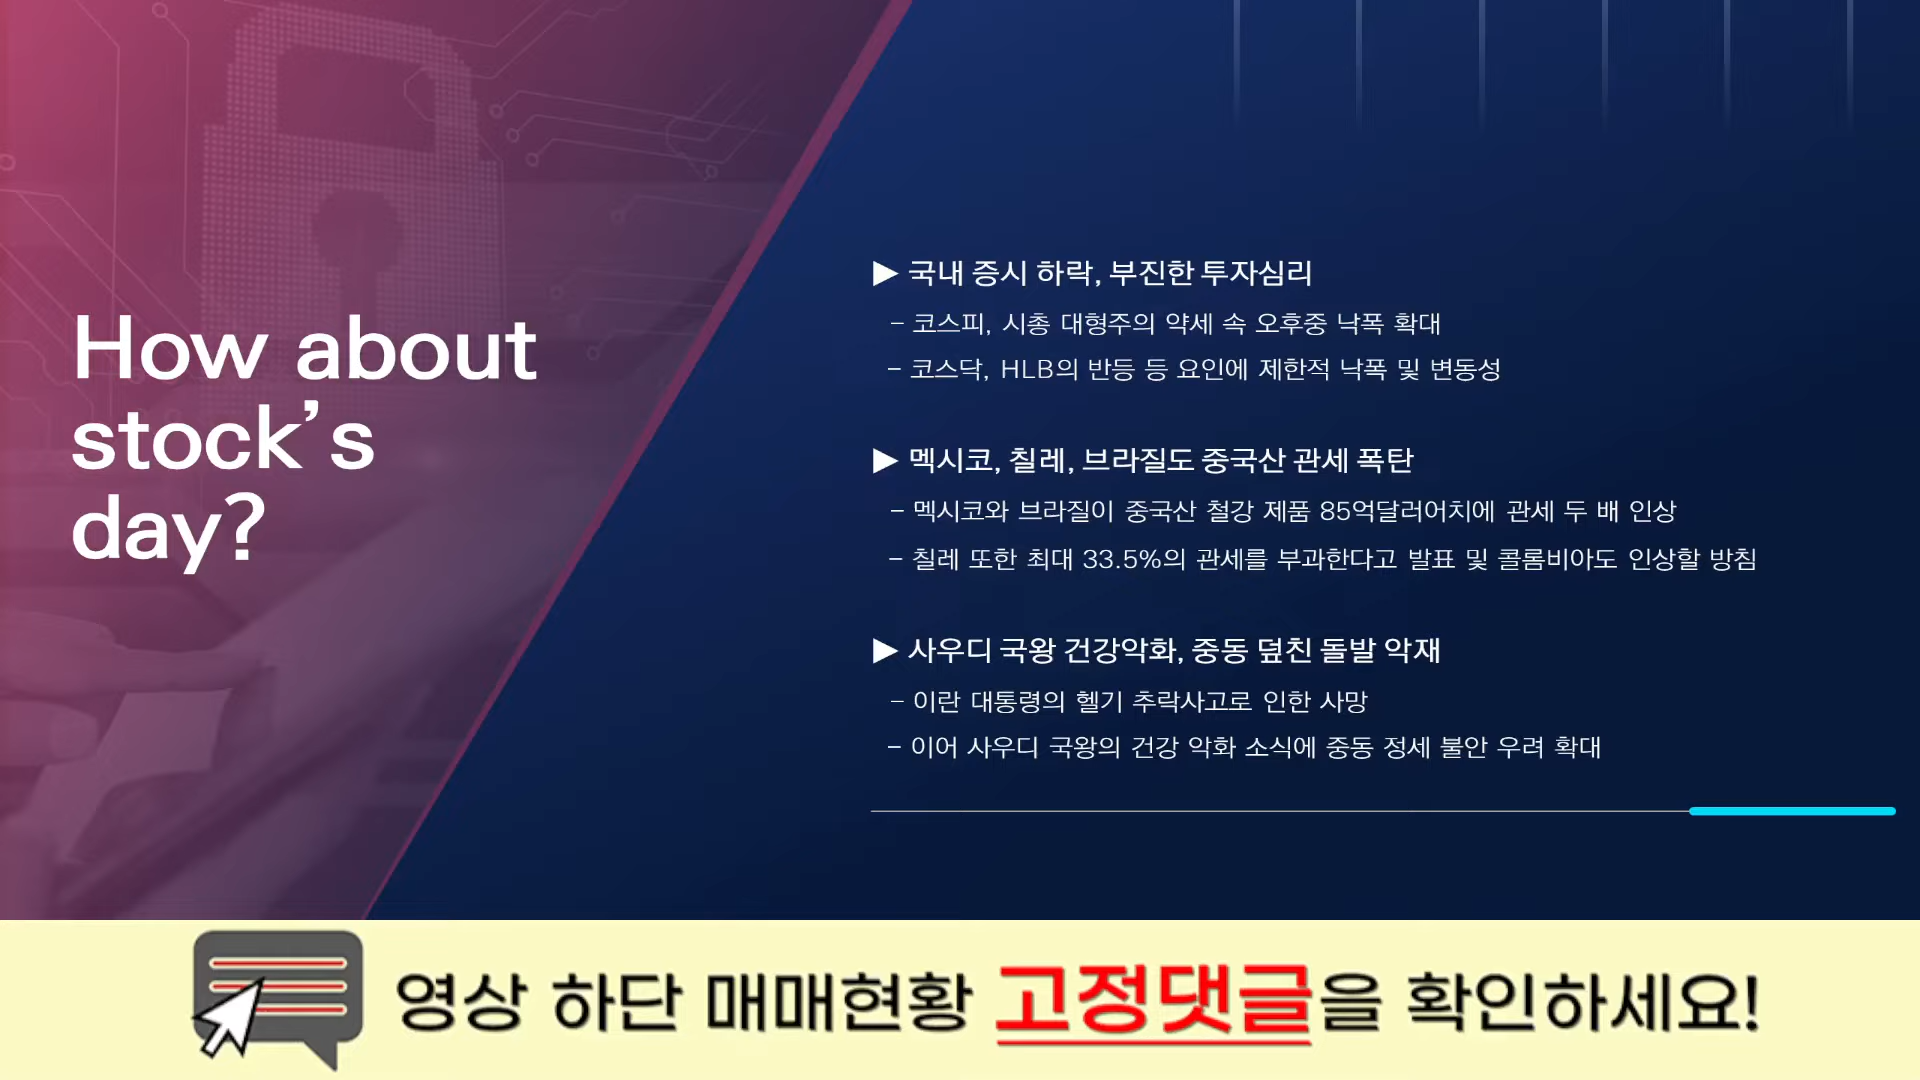 How about
stock's
day?
▶ 국내 증시 하락, 부진한 투자심리
– 코스피, 시총 대형주의 약세 속 오후중 낙폭 확대
– 코스닥, HLB의 반등 등 요인에 제한적 낙폭 및 변동성
▶ 멕시코, 칠레, 브라질도 중국산 관세 폭탄
– 멕시코와 브라질이 중국산 철강 제품 85억달러어치에 관세 두 배 인상
– 칠레 또한 최대 33.5%의 관세를 부과한다고 발표 및 콜롬비아도 인상할 방침
▶ 사우디 국왕 건강악화, 중동 덮친 돌발 악재
– 이란 대통령의 헬기 추락사고로 인한 사망
– 이어 사우디 국왕의 건강 악화 소식에 중동 정세 불안 우려 확대
영상 하단 매매현황 고정댓글을 확인하세요!